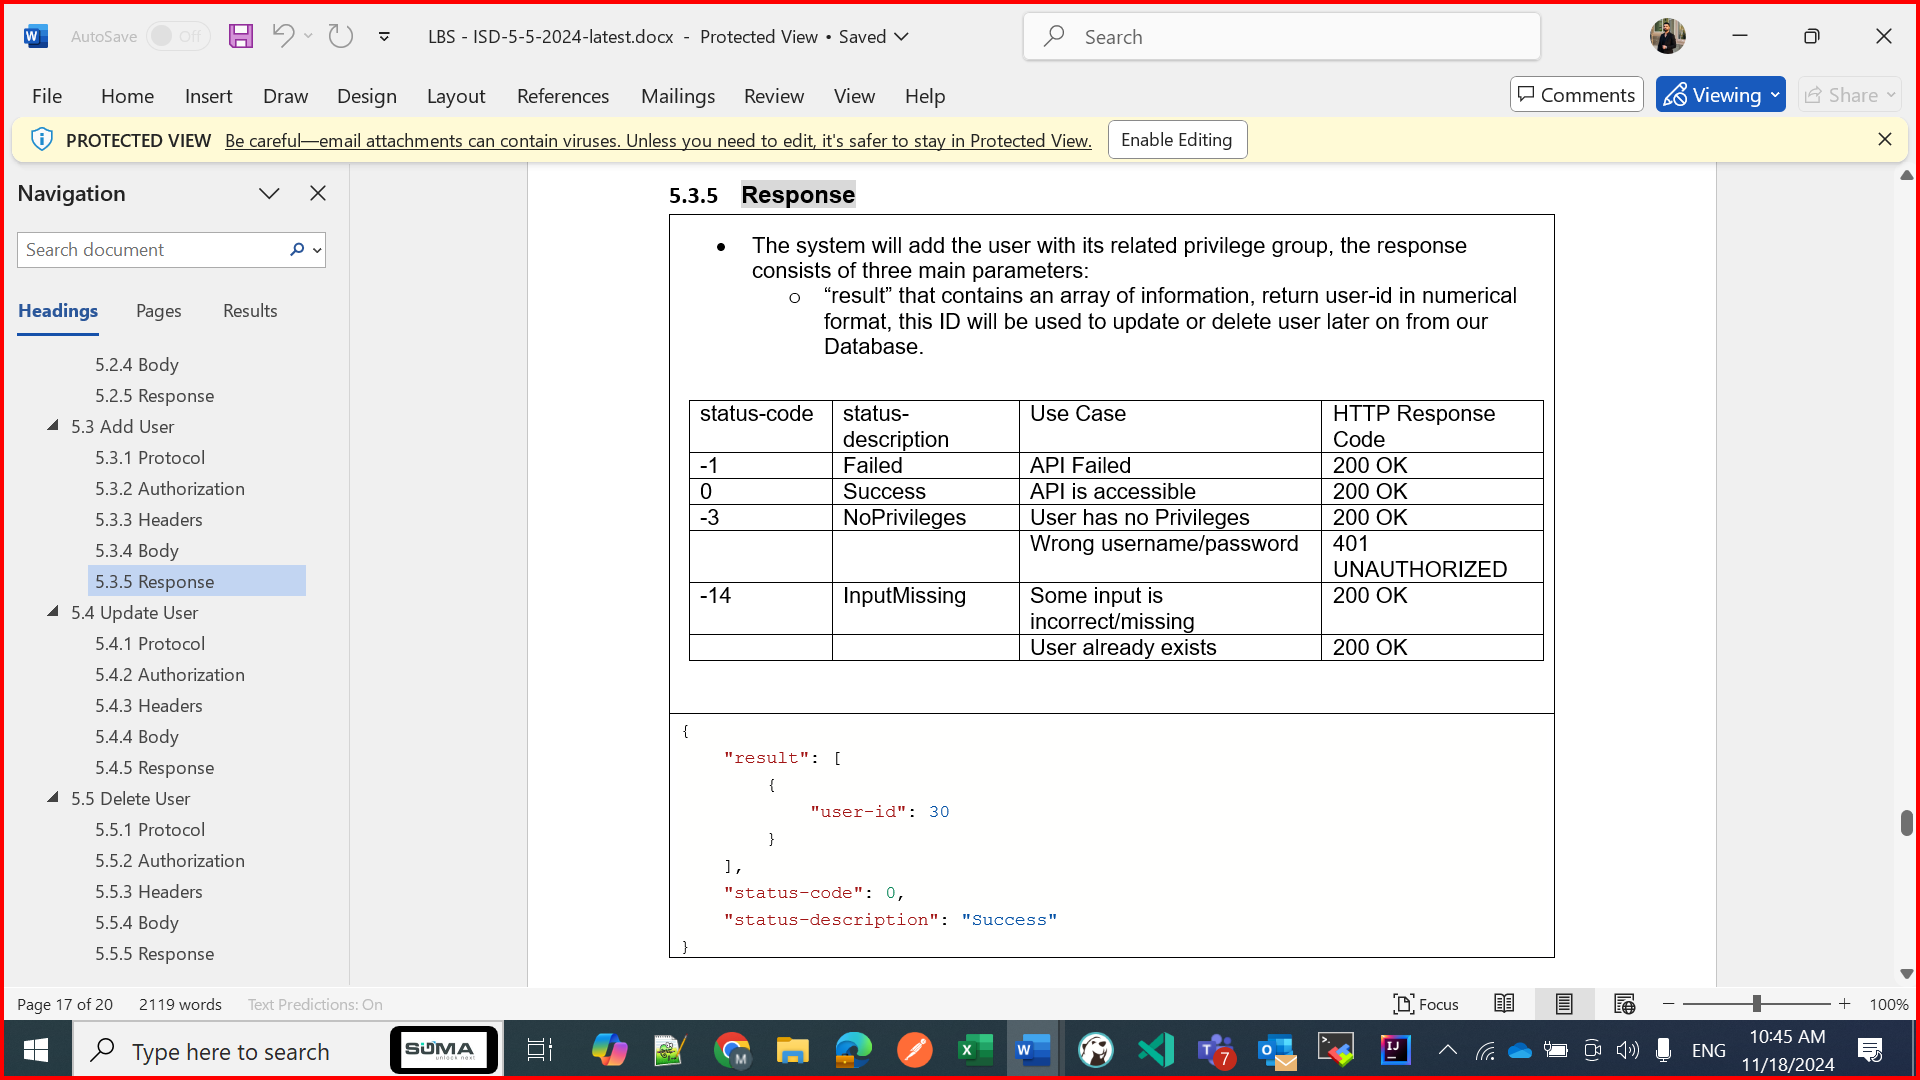 AutoSave Off LBS - ISD-5-5-2024-latest.docx - Protected View • Saved Search
File Home Insert Draw Design Layout References Mailings Review View Help Comments Viewing Share
PROTECTED VIEW Be careful—email attachments can contain viruses. Unless you need to edit, it's safer to stay in Protected View. Enable Editing
Navigation
Search document
Headings Pages Results
5.2.4 Body
5.2.5 Response
5.3 Add User
5.3.1 Protocol
5.3.2 Authorization
5.3.3 Headers
5.3.4 Body
5.3.5 Response
5.4 Update User
5.4.1 Protocol
5.4.2 Authorization
5.4.3 Headers
5.4.4 Body
5.4.5 Response
5.5 Delete User
5.5.1 Protocol
5.5.2 Authorization
5.5.3 Headers
5.5.4 Body
5.5.5 Response
5.3.5 Response
• The system will add the user with its related privilege group, the response
consists of three main parameters:
o “result” that contains an array of information, return user-id in numerical
format, this ID will be used to update or delete user later on from our
Database.
status-code status- Use Case HTTP Response
description Code
-1 Failed API Failed 200 OK
0 Success API is accessible 200 OK
-3 NoPrivileges User has no Privileges 200 OK
Wrong username/password 401
UNAUTHORIZED
-14 InputMissing Some input is 200 OK
incorrect/missing
User already exists 200 OK
{
"result": [
{
"user-id": 30
}
],
"status-code": 0,
"status-description": "Success"
}
Page 17 of 20 2119 words Text Predictions: On Focus 100%
Type here to search SUMA unlock next M 7 ENG 10:45 AM
11/18/2024